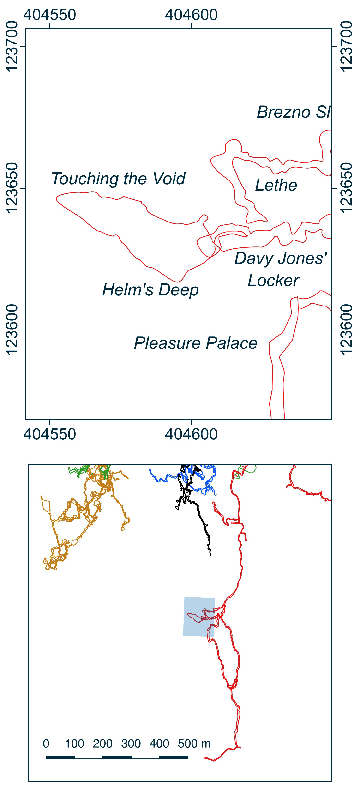 404550 404600
123700 123700
Brezno Sl
123650 123650
Touching the Void
Lethe
Davy Jones'
Locker
Helm's Deep
123600 123600
Pleasure Palace
404550 404600
0 100 200 300 400 500 m